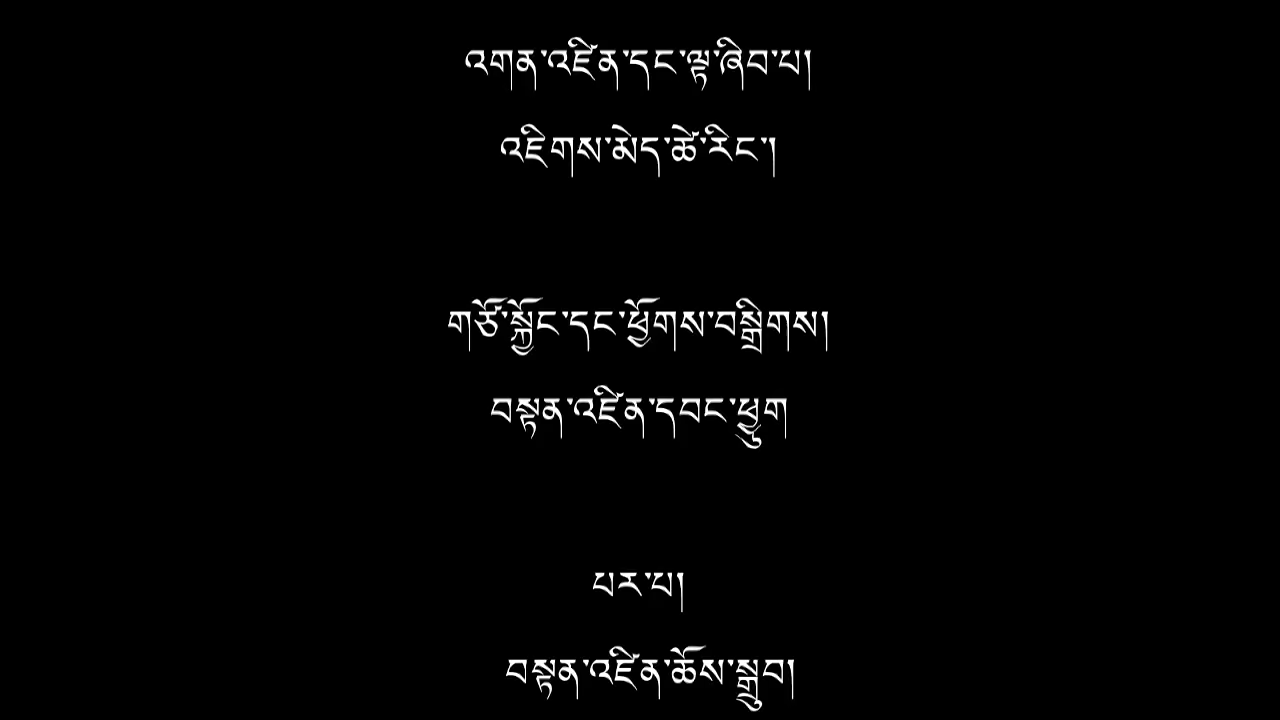 འགན་འཛིན་དང་ལྟ་ཞིབ་པ།
འཇིགས་མེད་ཚེ་རིང་།
གཙོ་སྐྱོང་དང་ཕྱོགས་བསྒྲིགས།
བསྟན་འཛིན་དབང་ཕྱུག
པར་པ།
བསྟན་འཛིན་ཆོས་སྒྲུབ།